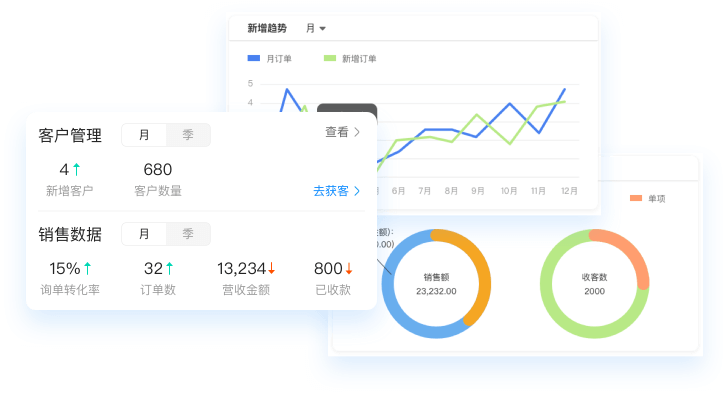 新增趋势 月
月订单 新增订单
5
4
6月 7月 8月 9月 10月 11月 12月
客户管理 月 季 查看
4 680
新增客户 客户数量 去获客
销售数据 月 季
15% 32 13,234 800
询单转化率 订单数 营收金额 已收款
单项
额):
0.00)
销售额
23,232.00
收客数
2000